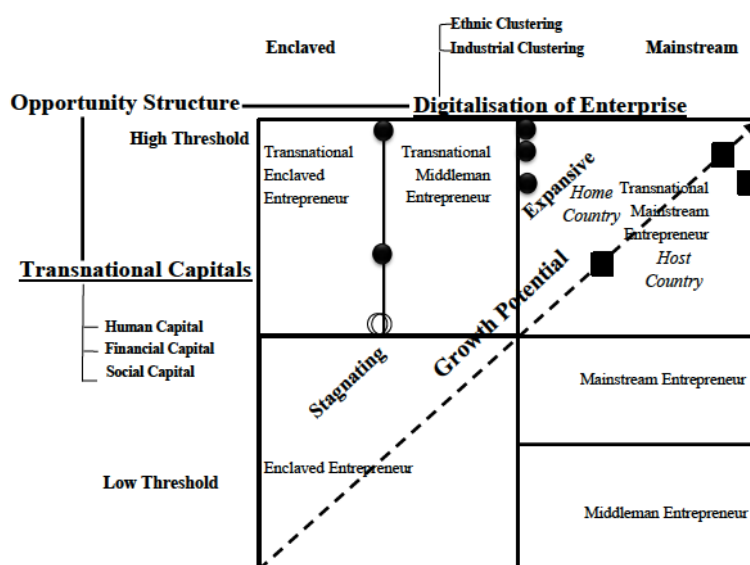 Ethnic Clustering
Enclaved
Industrial Clustering
Mainstream
Opportunity Structure
Digitalisation of Enterprise
High Threshold
Transnational
Enclaved
Entrepreneur
Transnational
Middleman
Entrepreneur
Expansive
Home
Country
Transnational
Mainstream
Entrepreneur
Host
Country
Transnational Capitals
Human Capital
Financial Capital
Social Capital
Growth Potential
Stagnating
Mainstream Entrepreneur
Enclaved Entrepreneur
Low Threshold
Middleman Entrepreneur